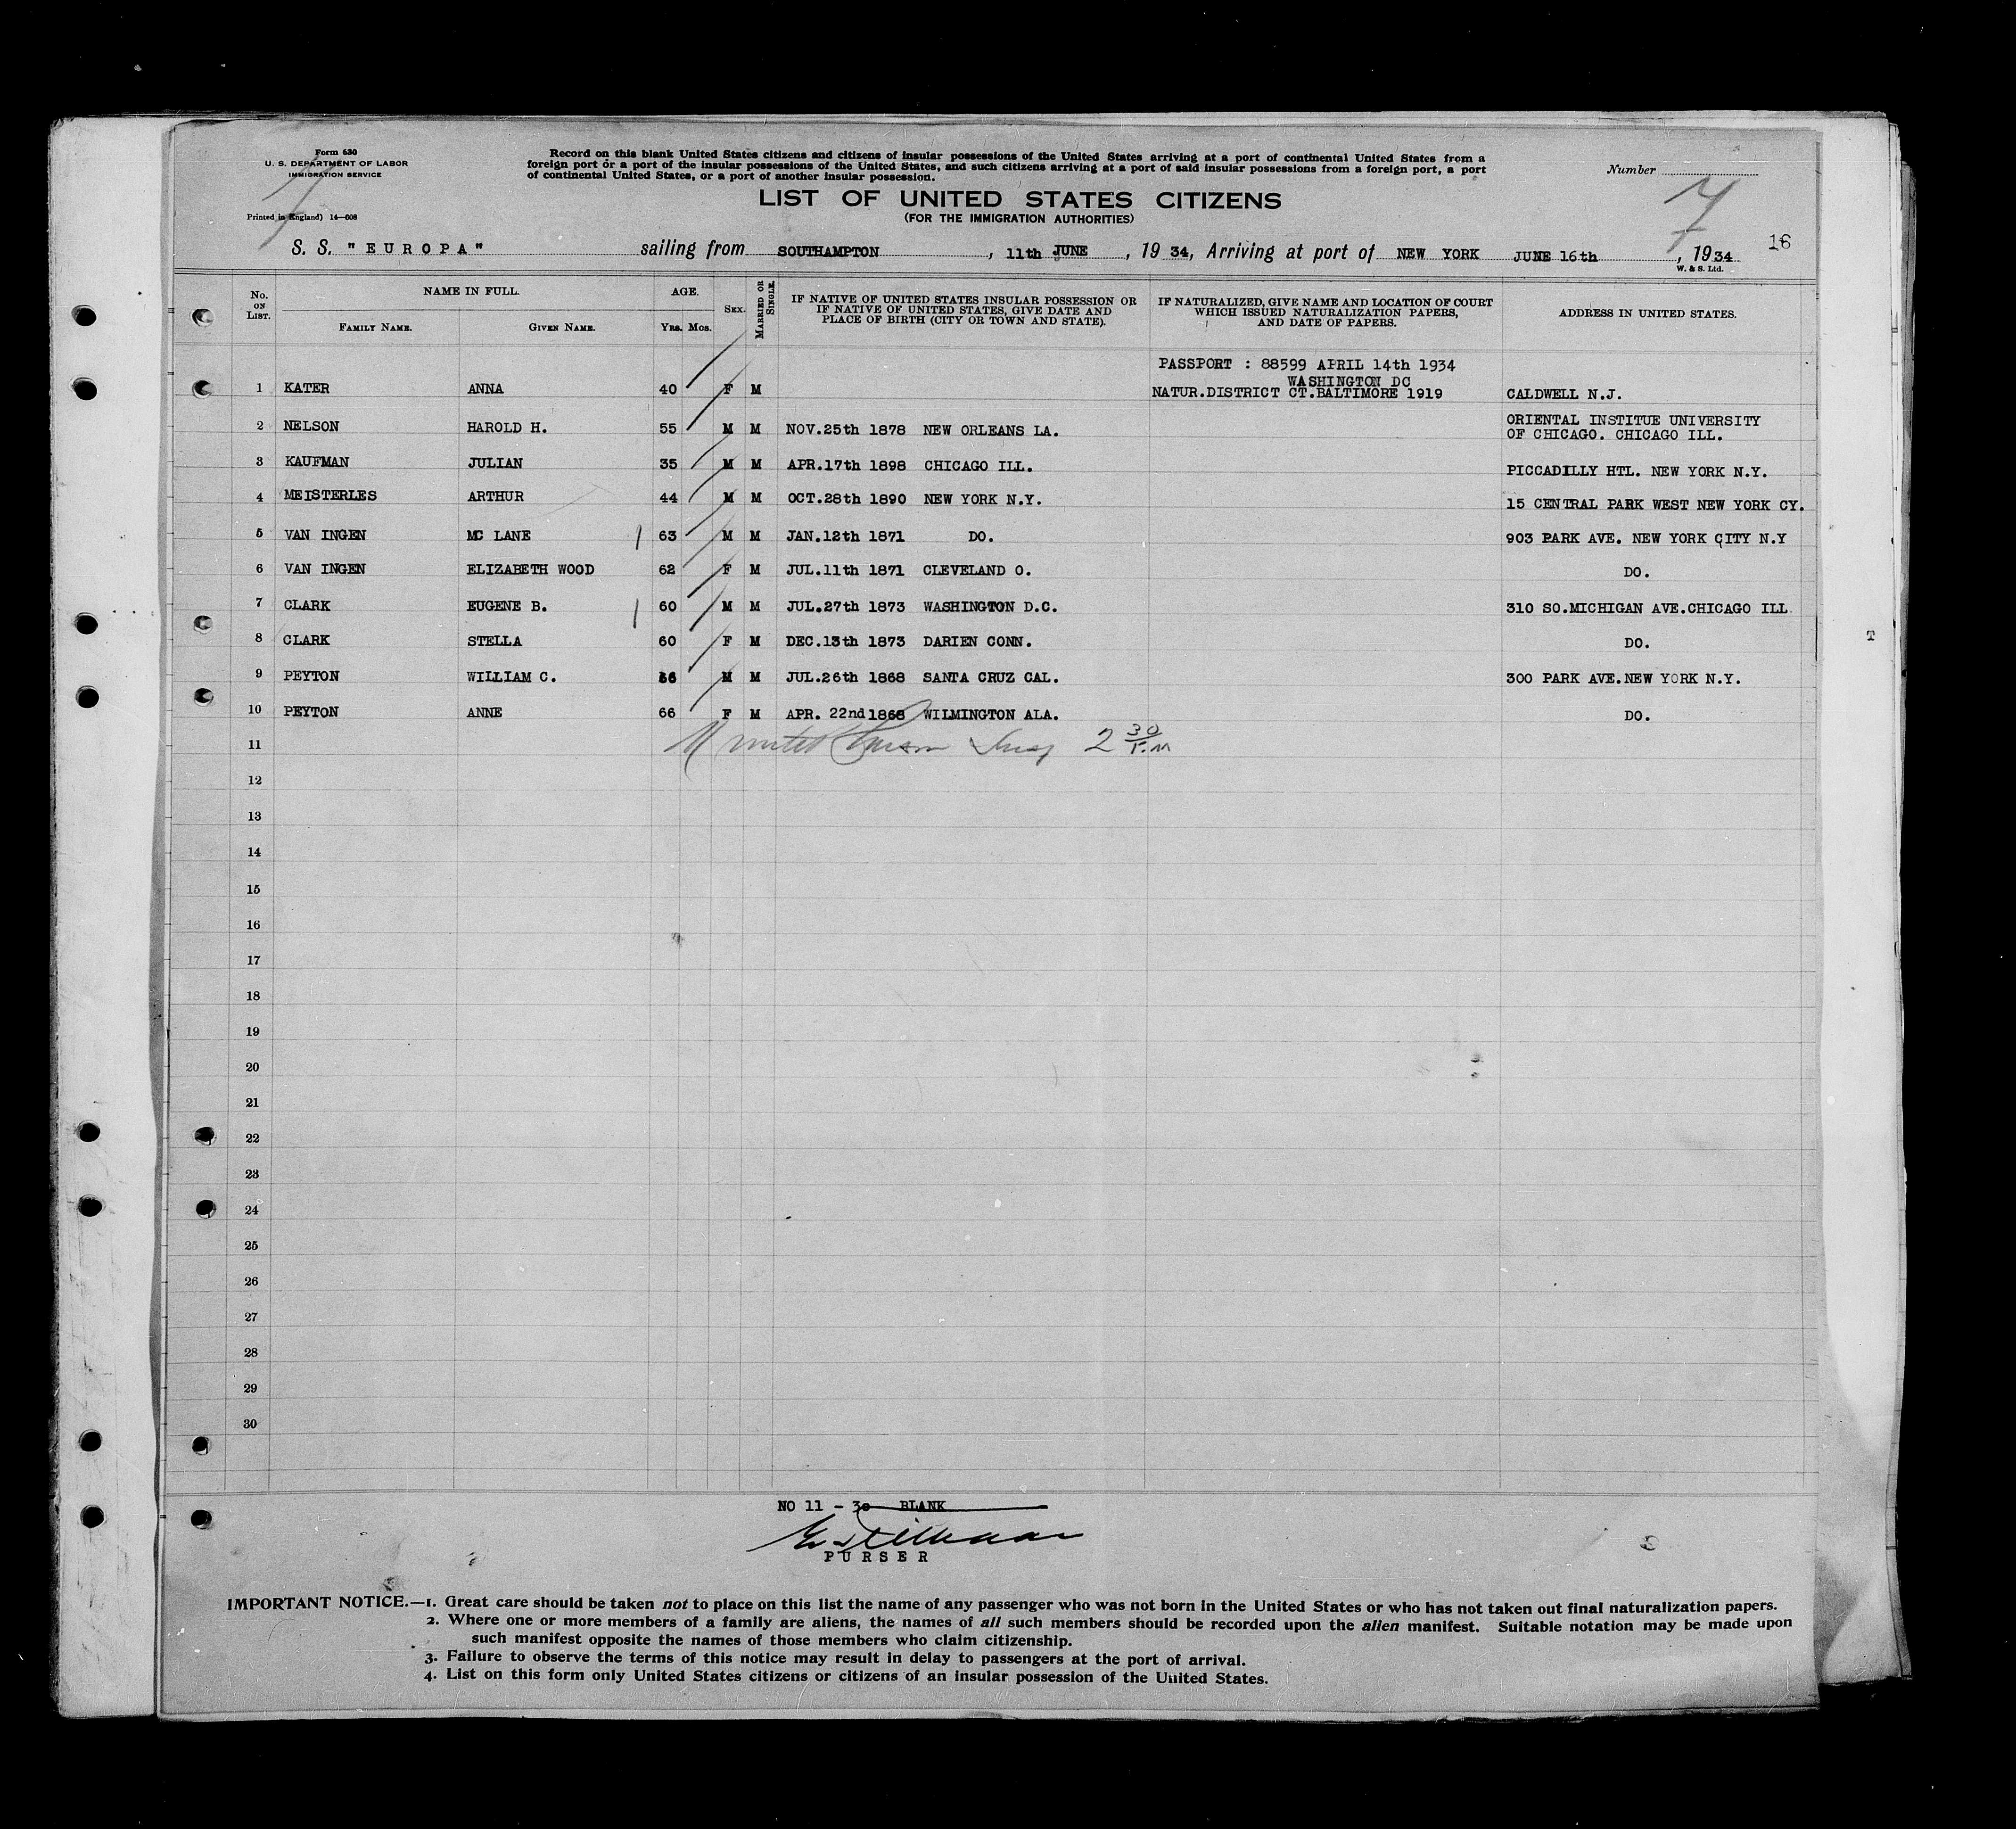 Form 630
U. S. DEPARTMENT OF LABOR
IMMIGRATION SERVICE
Printed in England) 14—608
Record on this blank United States citizens and citizens of insular possessions of the United States arriving at a port of continental United States from a
foreign port or a port of the insular possessions of the United States, and such citizens arriving at a port of said insular possessions from a foreign port, a port
of continental United States, or a port of another insular possession.
Number
7
LIST OF UNITED STATES CITIZENS
(FOR THE IMMIGRATION AUTHORITIES)
16
S. S. "EUROPA" sailing from SOUTHAMPTON, 11th JUNE, 19 34, Arriving at port of NEW YORK JUNE 16th, 19 34
W. & S. Ltd.
No. ON LIST. NAME IN FULL. FAMILY NAME. GIVEN NAME. AGE. Yrs. Mos. SEX. MARRIED OR SINGLE. IF NATIVE OF UNITED STATES INSULAR POSSESSION OR IF NATIVE OF UNITED STATES, GIVE DATE AND PLACE OF BIRTH (CITY OR TOWN AND STATE). IF NATURALIZED, GIVE NAME AND LOCATION OF COURT WHICH ISSUED NATURALIZATION PAPERS, AND DATE OF PAPERS. ADDRESS IN UNITED STATES.
PASSPORT : 88599 APRIL 14th 1934
WASHINGTON DC
1 KATER ANNA 40 F M NATUR.DISTRICT CT.BALTIMORE 1919 CALDWELL N.J.
2 NELSON HAROLD H. 55 M M NOV.25th 1878 NEW ORLEANS LA. ORIENTAL INSTITUE UNIVERSITY
OF CHICAGO. CHICAGO ILL.
3 KAUFMAN JULIAN 35 M M APR.17th 1898 CHICAGO ILL. PICCADILLY HTL. NEW YORK N.Y.
4 MEISTERLES ARTHUR 44 M M OCT.28th 1890 NEW YORK N.Y. 15 CENTRAL PARK WEST NEW YORK CY.
5 VAN INGEN MC LANE 63 M M JAN.12th 1871 DO. 903 PARK AVE. NEW YORK CITY N.Y
6 VAN INGEN ELIZABETH WOOD 62 F M JUL.11th 1871 CLEVELAND O. DO.
7 CLARK EUGENE B. 60 M M JUL.27th 1873 WASHINGTON D.C. 310 SO.MICHIGAN AVE.CHICAGO ILL
8 CLARK STELLA 60 F M DEC.13th 1873 DARIEN CONN. DO.
9 PEYTON WILLIAM C. 66 M M JUL.26th 1868 SANTA CRUZ CAL. 300 PARK AVE.NEW YORK N.Y.
10 PEYTON ANNE 66 F M APR. 22nd 1868 WILMINGTON ALA. DO.
11 2 30 P.M
12
13
14
15
16
17
18
19
20
21
22
23
24
25
26
27
28
29
30
NO 11 - 30 BLANK
PURSER
IMPORTANT NOTICE.—1. Great care should be taken not to place on this list the name of any passenger who was not born in the United States or who has not taken out final naturalization papers.
2. Where one or more members of a family are aliens, the names of all such members should be recorded upon the alien manifest. Suitable notation may be made upon
such manifest opposite the names of those members who claim citizenship.
3. Failure to observe the terms of this notice may result in delay to passengers at the port of arrival.
4. List on this form only United States citizens or citizens of an insular possession of the United States.
T